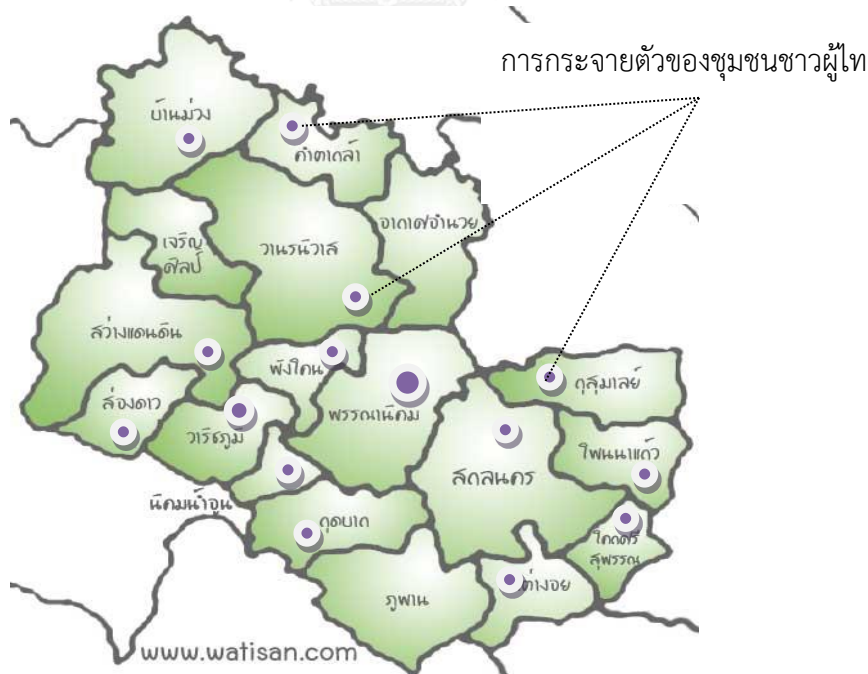 การกระจายตัวของชุมชนชาวผู้ไท
บ้านม่วง
คำตากล้า
อากาศอำนวย
เจริญ
ศิลป์
วานรนิวาส
สว่างแดนดิน
พังโคน
ส่องดาว
วาริชภูมิ
พรรณานิคม
กุสุมาลย์
โพนนาแก้ว
สกลนคร
นิคมน้ำอูน
กุดบาก
โคกศรี
สุพรรณ
เต่างอย
ภูพาน
www.watisan.com